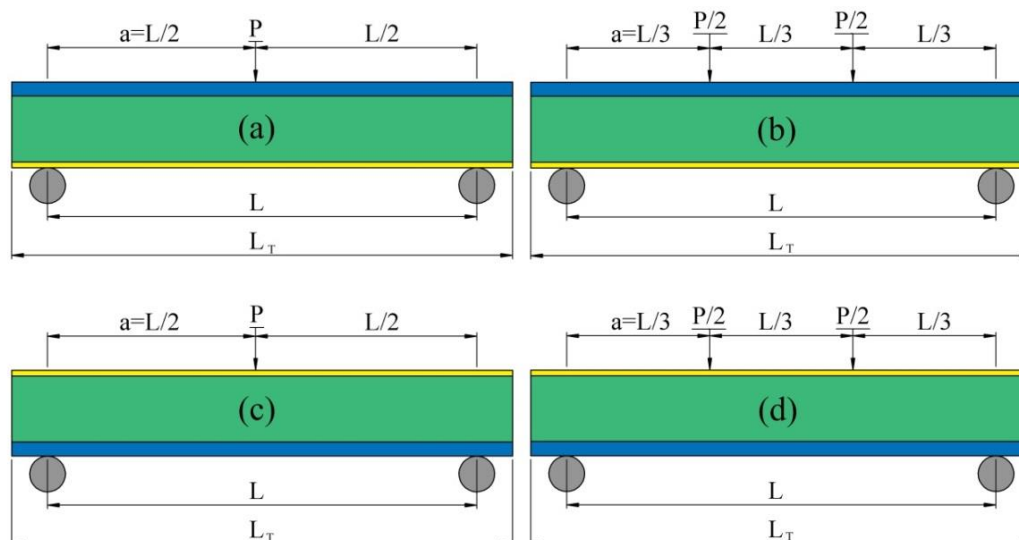 a=L/2 P L/2
(a)
L
L_T
a=L/3 P/2 L/3 P/2 L/3
(b)
L
L_T
a=L/2 P L/2
(c)
L
L_T
a=L/3 P/2 L/3 P/2 L/3
(d)
L
L_T